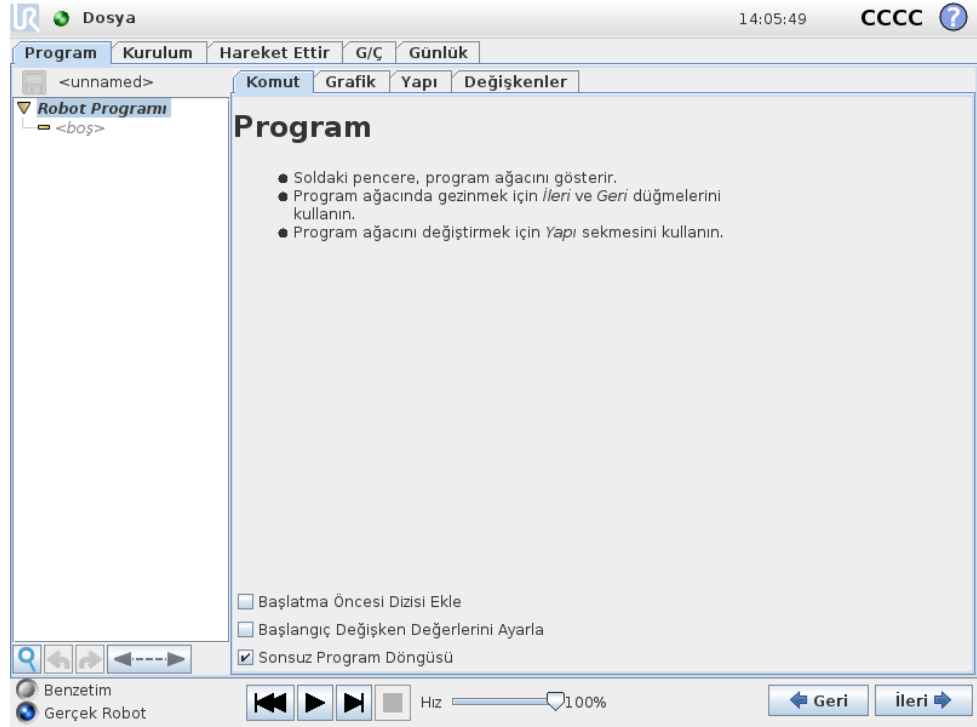 UR Dosya 14:05:49 CCCC ?
Program Kurulum Hareket Ettir G/Ç Günlük
<unnamed> Komut Grafik Yapı Değişkenler
Robot Programı
<boş>
Program
Soldaki pencere, program ağacını gösterir.
Program ağacında gezinmek için İleri ve Geri düğmelerini
kullanın.
Program ağacını değiştirmek için Yapı sekmesini kullanın.
Başlatma Öncesi Dizisi Ekle
Başlangıç Değişken Değerlerini Ayarla
Sonsuz Program Döngüsü
Benzetim
Gerçek Robot
Hız 100% Geri İleri